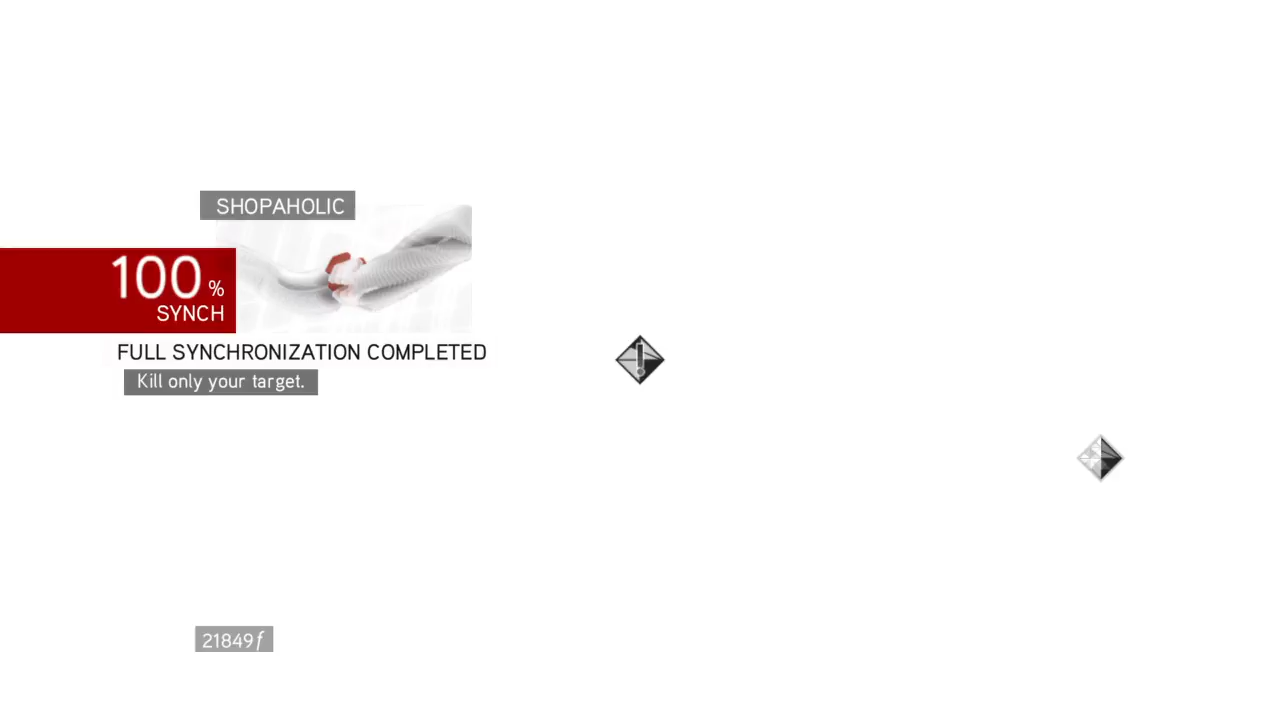 SHOPAHOLIC
100 %
SYNCH
FULL SYNCHRONIZATION COMPLETED
Kill only your target.
21849ƒ